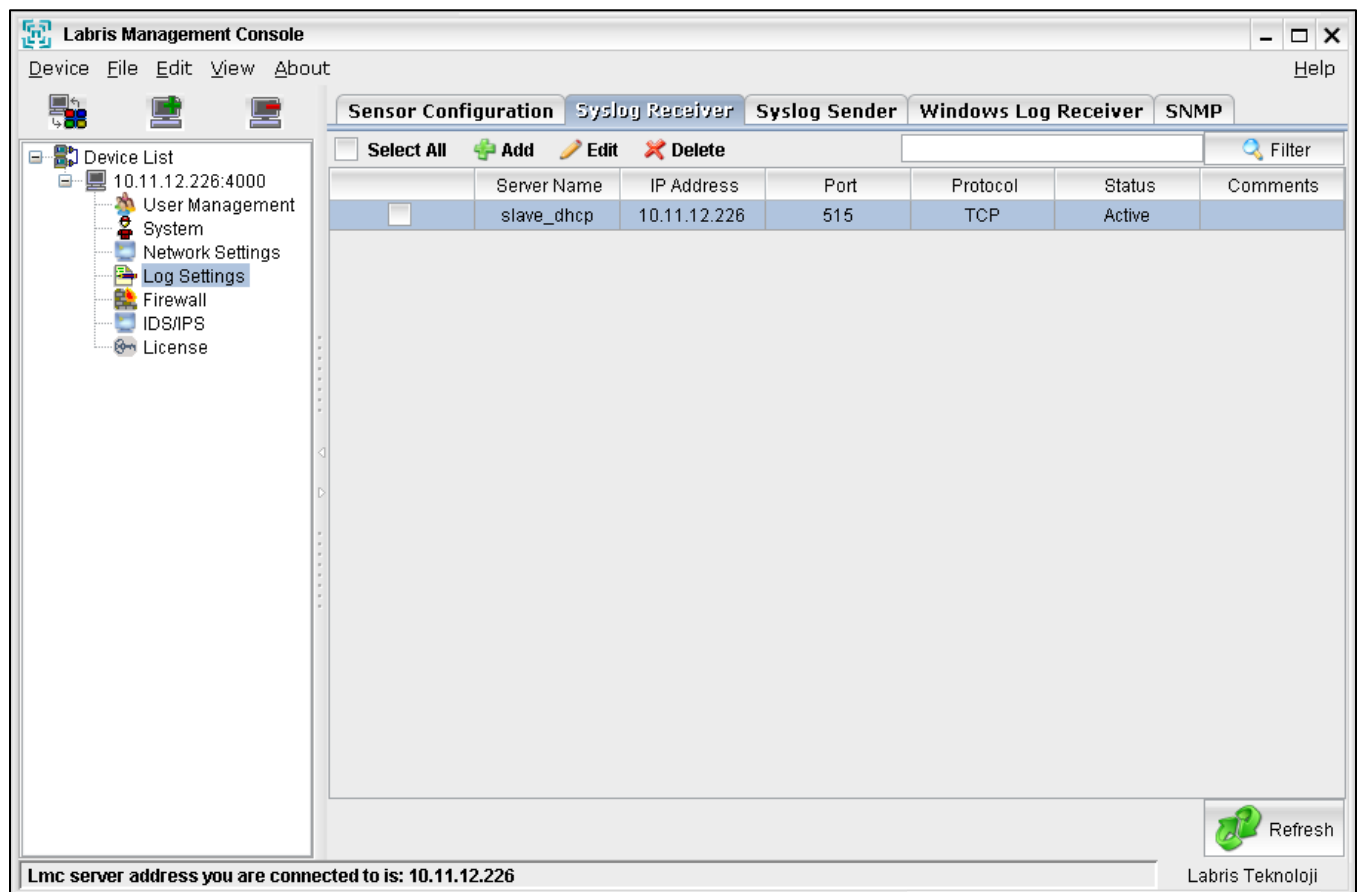 Labris Management Console
Device File Edit View About Help
Sensor Configuration Syslog Receiver Syslog Sender Windows Log Receiver SNMP
Select All Add Edit Delete Filter
Device List
10.11.12.226:4000
User Management
System
Network Settings
Log Settings
Firewall
IDS/IPS
License
Server Name IP Address Port Protocol Status Comments
slave_dhcp 10.11.12.226 515 TCP Active
Refresh
Lmc server address you are connected to is: 10.11.12.226 Labris Teknoloji